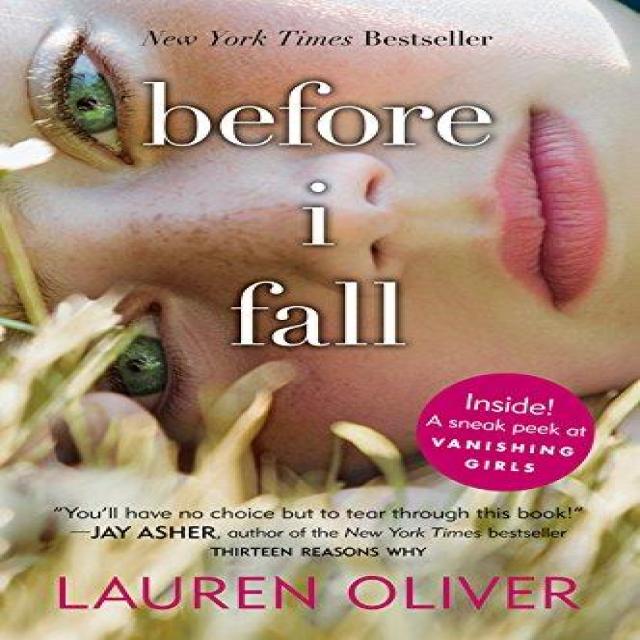 New York Times Bestseller
before
i
fall
Inside!
A sneak peek at
VANISHING
GIRLS
"You'll have no choice but to tear through this book!"
—JAY ASHER, author of the New York Times bestseller
THIRTEEN REASONS WHY
LAUREN OLIVER